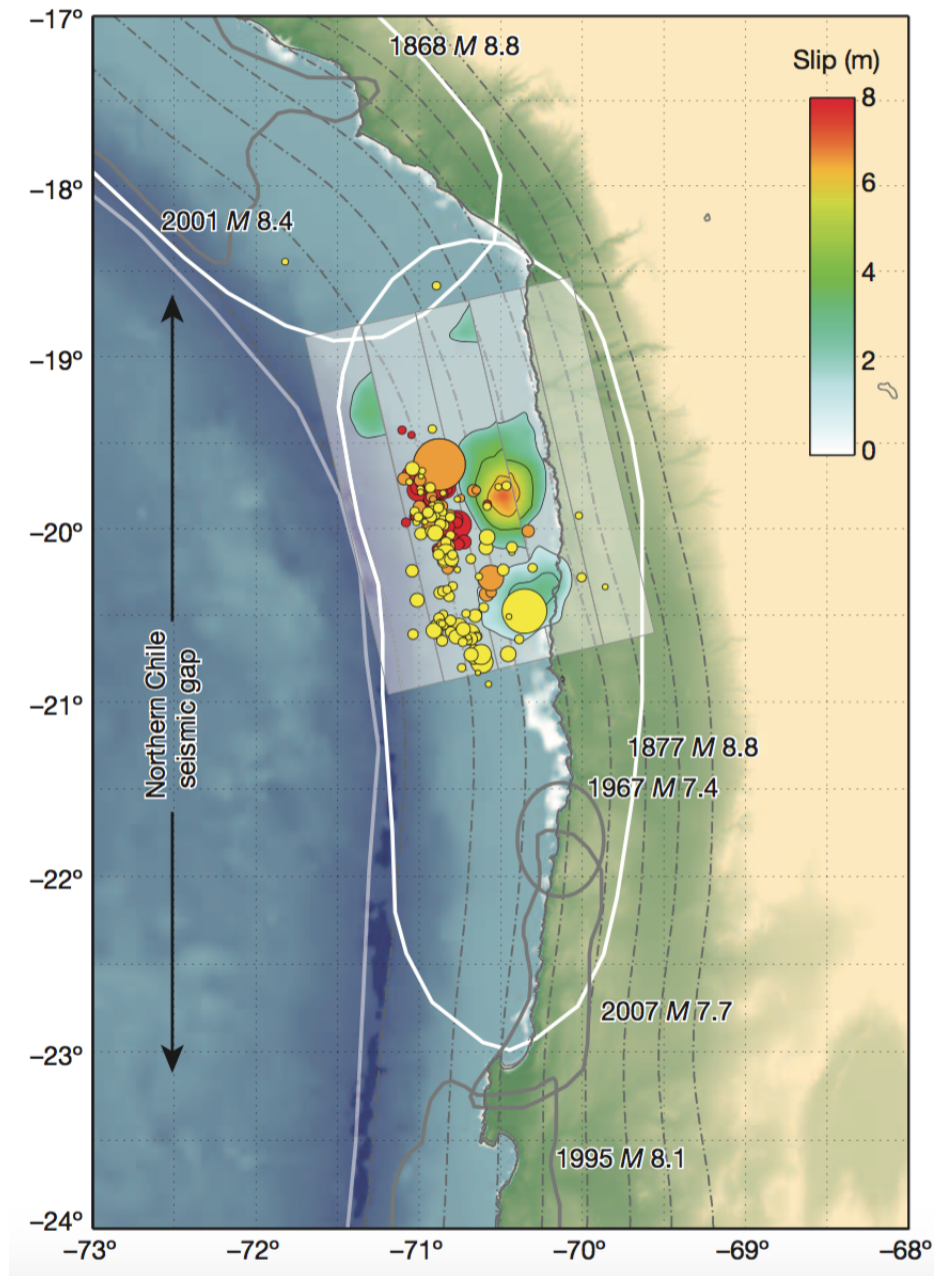 −17°
1868 M 8.8
Slip (m)
8
6
4
2
0
−18°
2001 M 8.4
−19°
−20°
−21°
Northern Chile
seismic gap
1877 M 8.8
1967 M 7.4
−22°
2007 M 7.7
−23°
1995 M 8.1
−24°
−73°
−72°
−71°
−70°
−69°
−68°